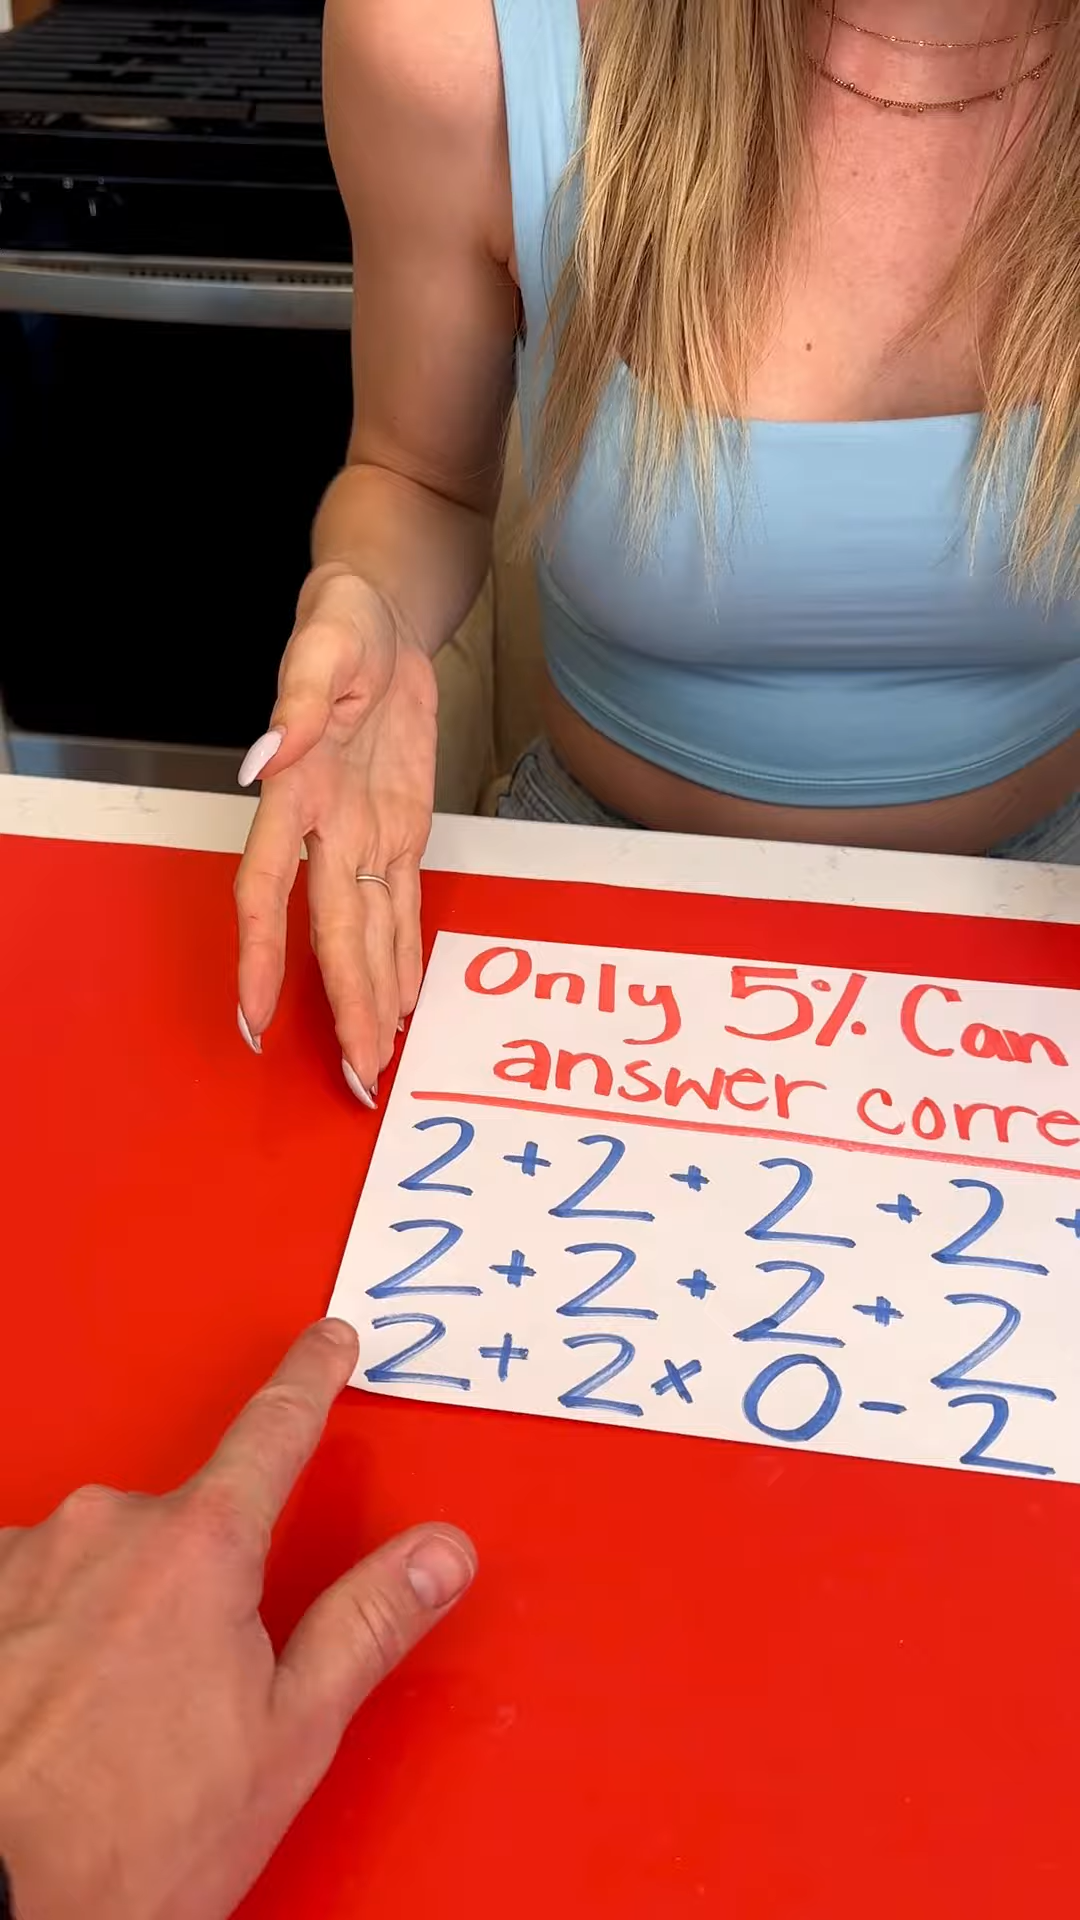 Only 5% Can
answer corre
2 + 2 + 2 + 2 +
2 + 2 + 2 + 2
2 + 2 × 0 - 2